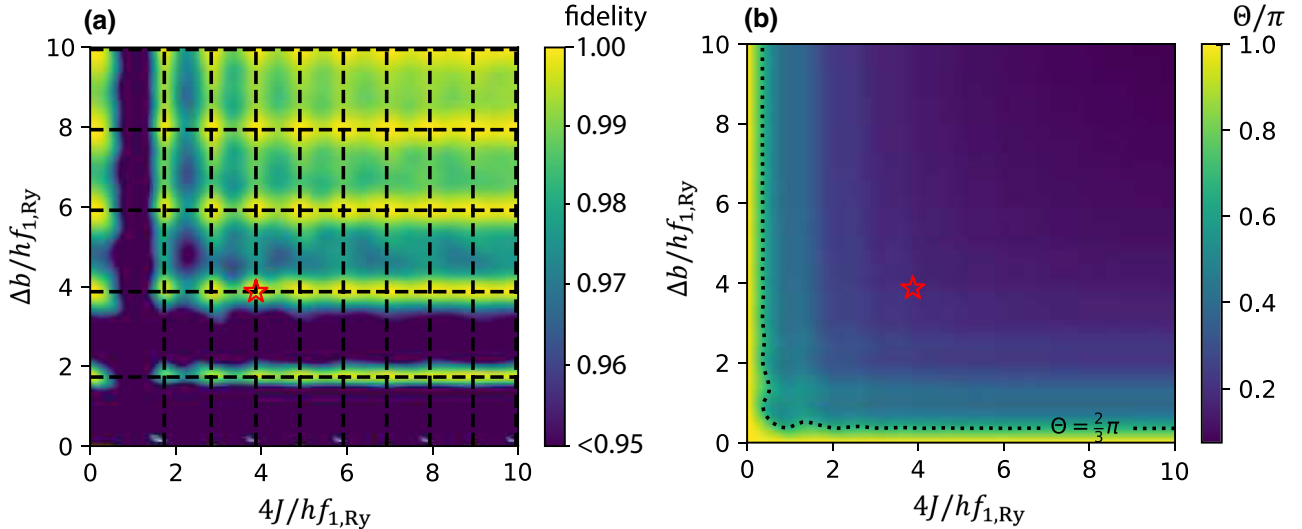 (a)
fidelity
10
8
6
4
2
0
Δb/hf1,Ry
0 2 4 6 8 10
4J/hf1,Ry
1.00
0.99
0.98
0.97
0.96
<0.95
(b)
Θ/π
10
8
6
4
2
0
Δb/hf1,Ry
Θ = 2/3 π
0 2 4 6 8 10
4J/hf1,Ry
1.0
0.8
0.6
0.4
0.2